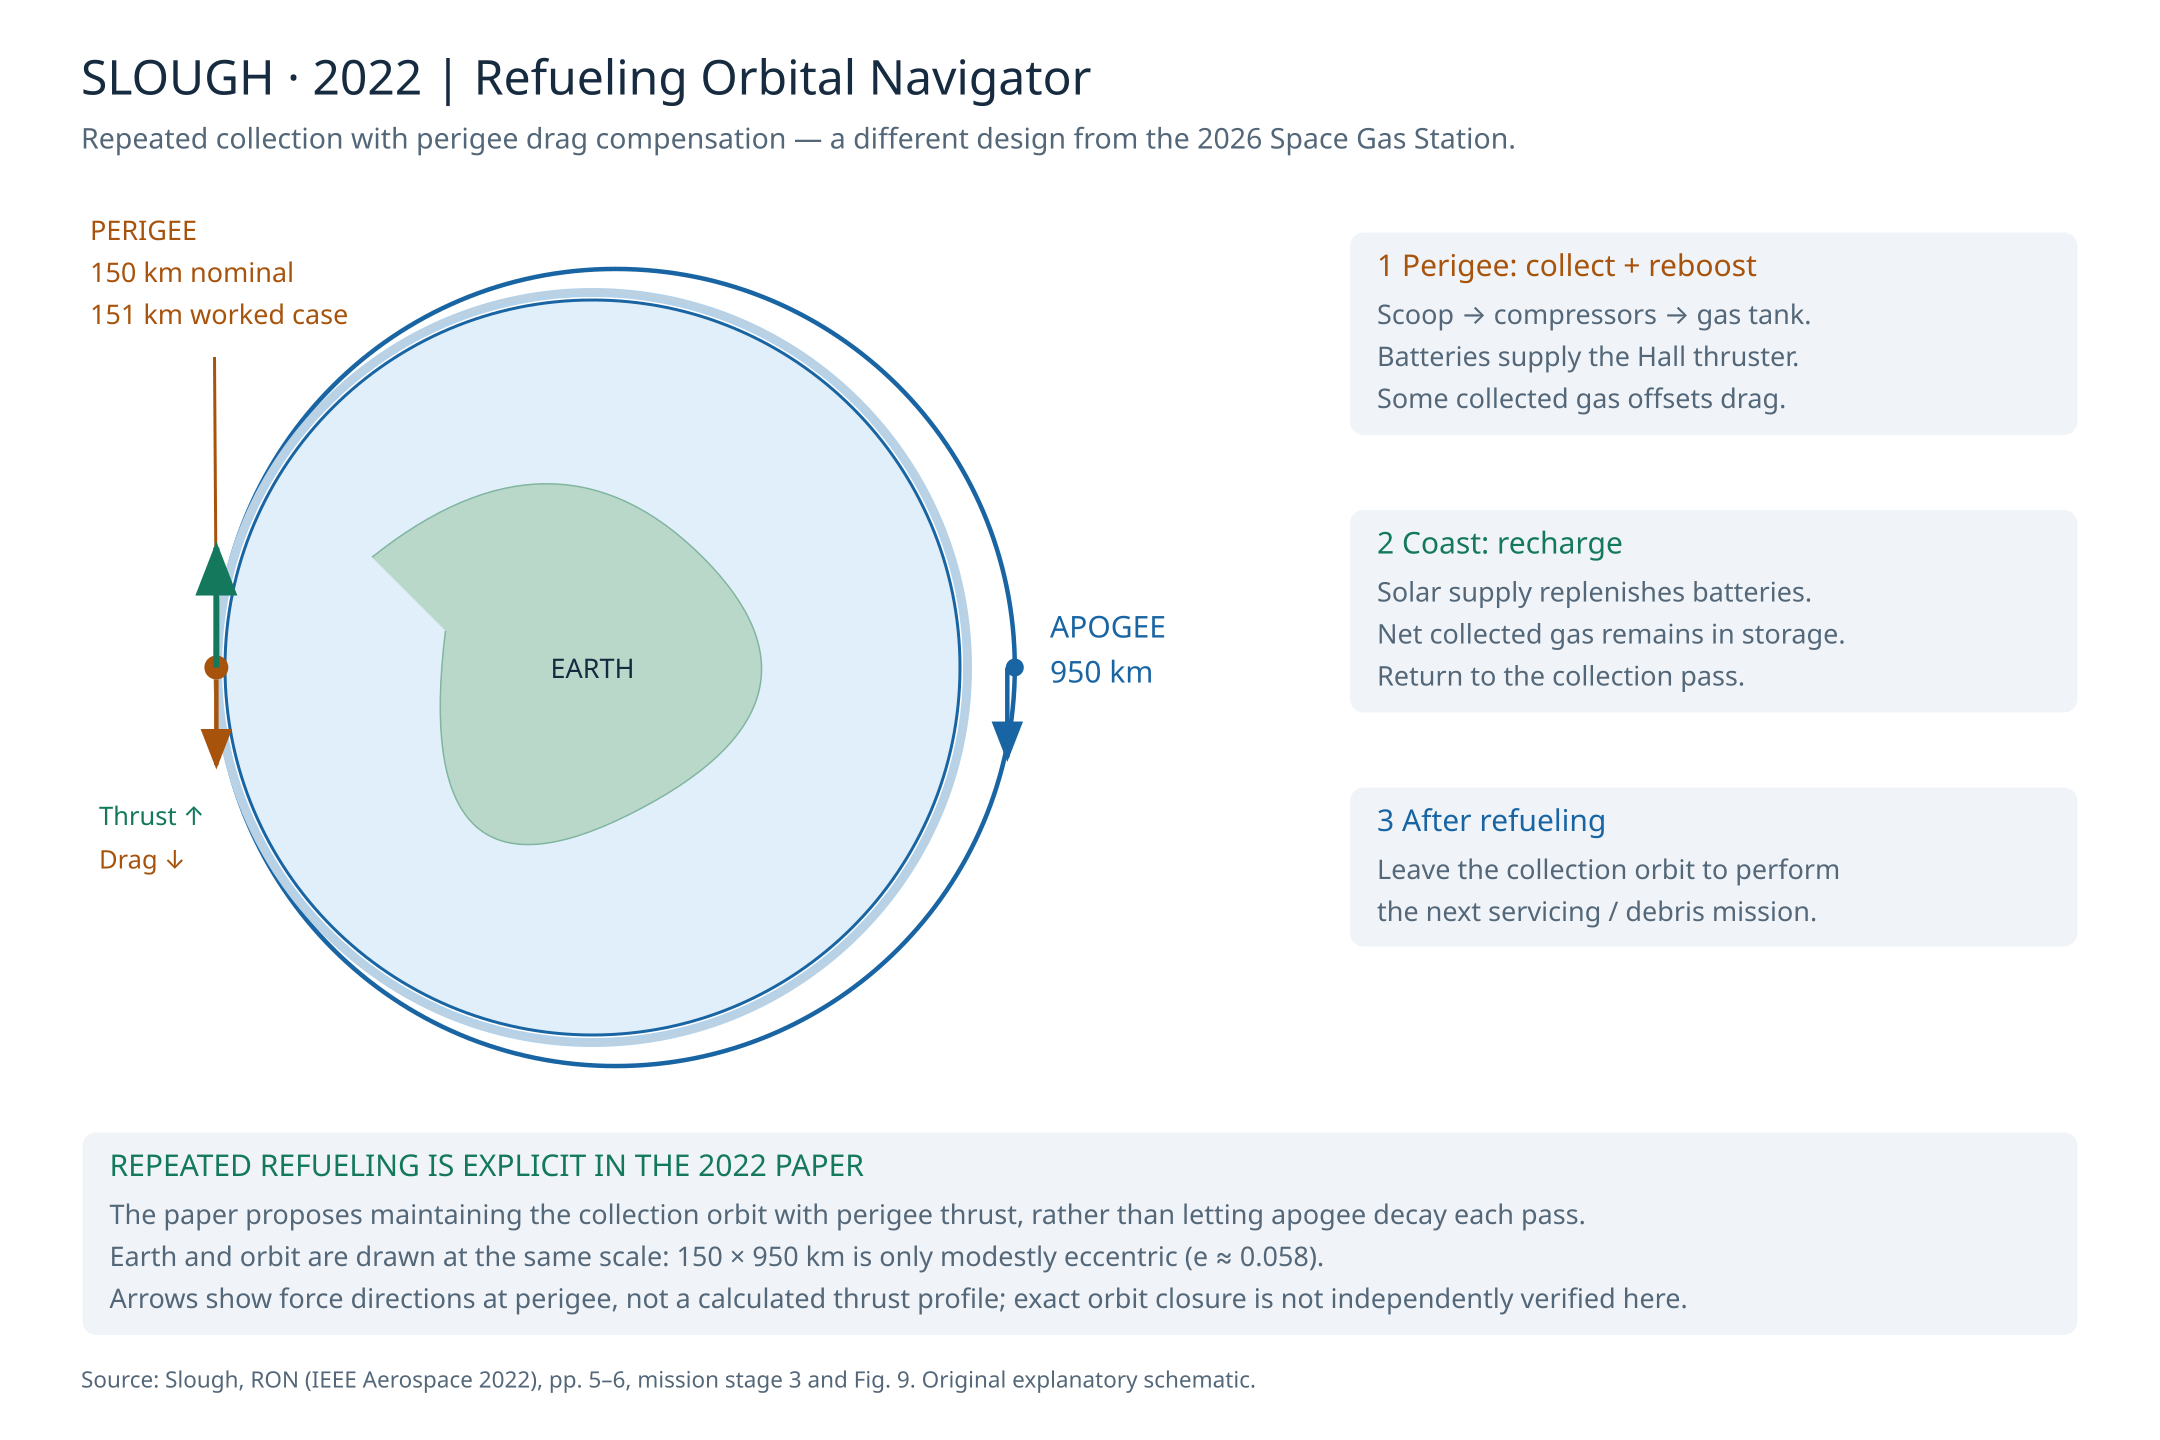 SLOUGH · 2022 | Refueling Orbital Navigator
Repeated collection with perigee drag compensation — a different design from the 2026 Space Gas Station.
PERIGEE
150 km nominal
151 km worked case
EARTH
APOGEE
950 km
Thrust ↑
Drag ↓
1 Perigee: collect + reboost
Scoop → compressors → gas tank.
Batteries supply the Hall thruster.
Some collected gas offsets drag.
2 Coast: recharge
Solar supply replenishes batteries.
Net collected gas remains in storage.
Return to the collection pass.
3 After refueling
Leave the collection orbit to perform
the next servicing / debris mission.
REPEATED REFUELING IS EXPLICIT IN THE 2022 PAPER
The paper proposes maintaining the collection orbit with perigee thrust, rather than letting apogee decay each pass.
Earth and orbit are drawn at the same scale: 150 × 950 km is only modestly eccentric (e ≈ 0.058).
Arrows show force directions at perigee, not a calculated thrust profile; exact orbit closure is not independently verified here.
Source: Slough, RON (IEEE Aerospace 2022), pp. 5–6, mission stage 3 and Fig. 9. Original explanatory schematic.